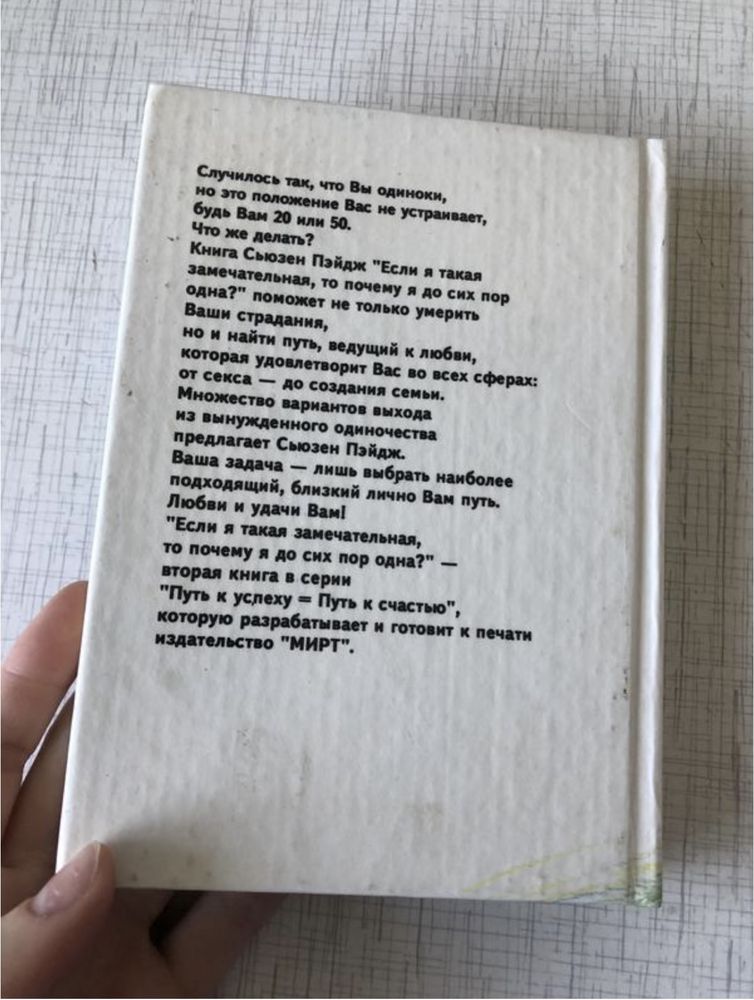 Случилось так, что Вы одиноки,
но это положение Вас не устраивает,
будь Вам 20 или 50.
Что же делать?
Книга Сьюзен Пэйдж "Если я такая
замечательная, то почему я до сих пор
одна?" поможет не только умерить
Ваши страдания,
но и найти путь, ведущий к любви,
которая удовлетворит Вас во всех сферах:
от секса — до создания семьи.
Множество вариантов выхода
из вынужденного одиночества
предлагает Сьюзен Пэйдж.
Ваша задача — лишь выбрать наиболее
подходящий, близкий лично Вам путь.
Любви и удачи Вам!
"Если я такая замечательная,
то почему я до сих пор одна?" —
вторая книга в серии
"Путь к успеху = Путь к счастью",
которую разрабатывает и готовит к печати
издательство "МИРТ".